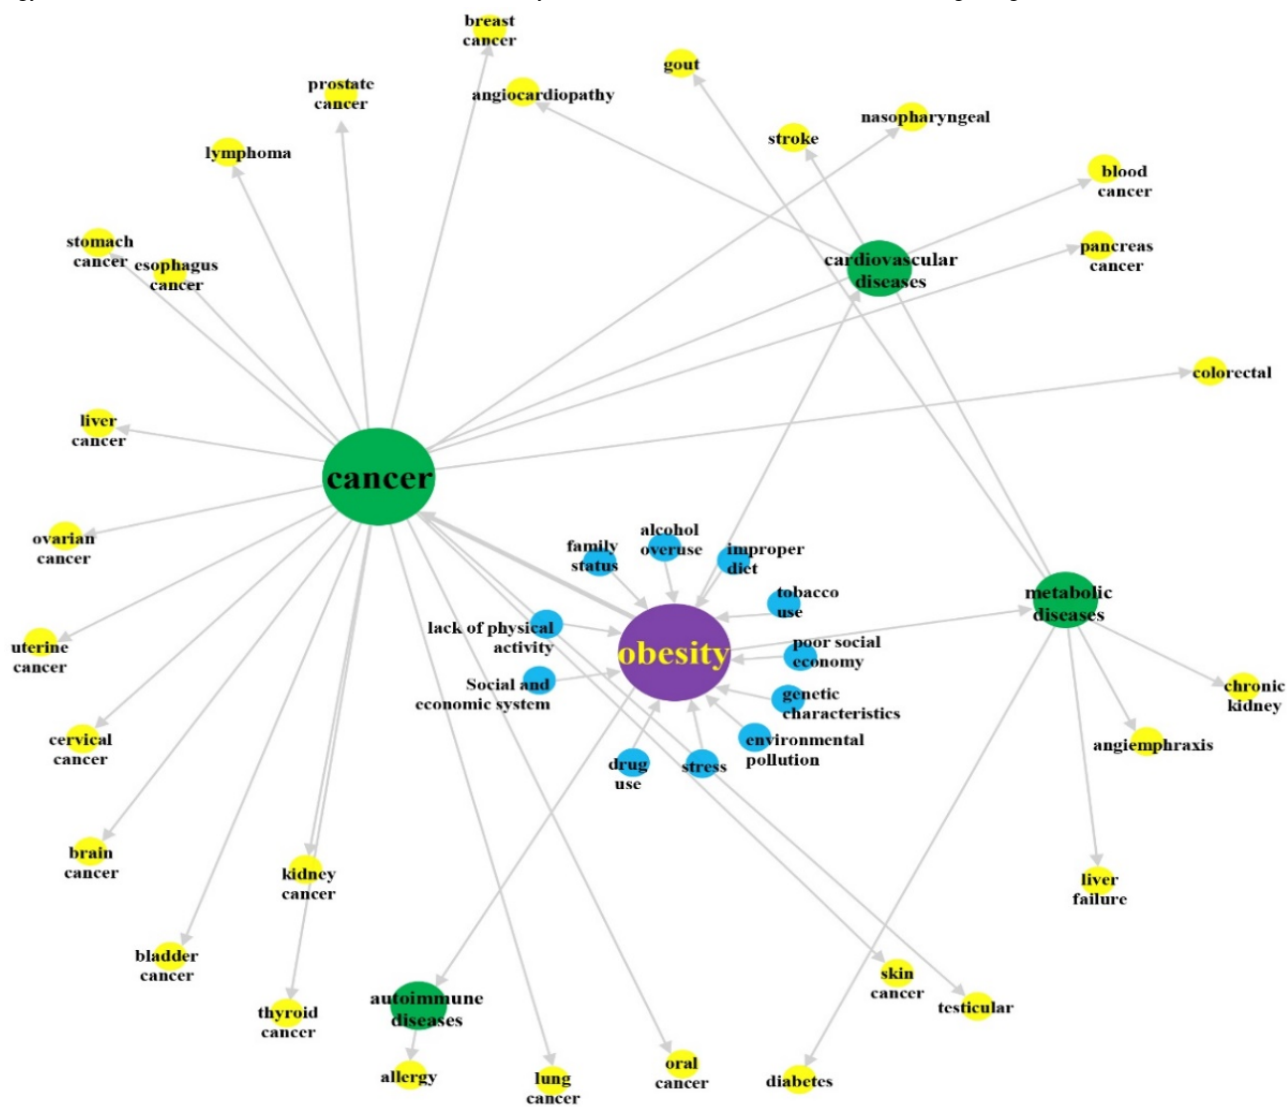 breast
cancer
gout
prostate
cancer
angiocardiopathy
nasopharyngeal
stroke
lymphoma
blood
cancer
stomach
cancer
esophagus
cancer
pancreas
cancer
cardiovascular
diseases
colorectal
liver
cancer
cancer
ovarian
cancer
family
status
alcohol
overuse
improper
diet
tobacco
use
metabolic
diseases
lack of physical
activity
obesity
poor social
economy
uterine
cancer
Social and
economic system
genetic
characteristics
chronic
kidney
cervical
cancer
drug
use
stress
environmental
pollution
angiemphraxis
brain
cancer
kidney
cancer
liver
failure
bladder
cancer
skin
cancer
autoimmune
diseases
testicular
thyroid
cancer
allergy
lung
cancer
oral
cancer
diabetes